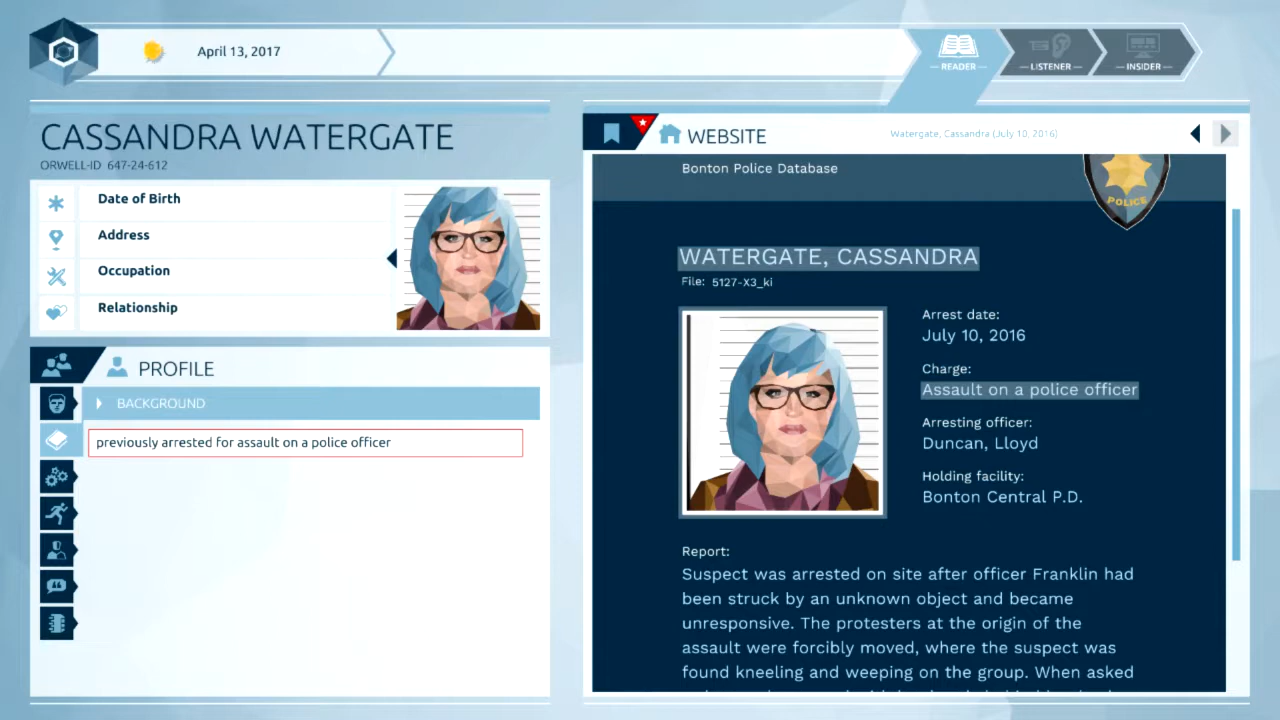 April 13, 2017
READER
LISTENER
INSIDER
CASSANDRA WATERGATE
ORWELL-ID 647-24-612
Date of Birth
Address
Occupation
Relationship
PROFILE
BACKGROUND
previously arrested for assault on a police officer
WEBSITE
Watergate, Cassandra (July 10, 2016)
Bonton Police Database
POLICE
WATERGATE, CASSANDRA
File: 5127-X3_ki
Arrest date:
July 10, 2016
Charge:
Assault on a police officer
Arresting officer:
Duncan, Lloyd
Holding facility:
Bonton Central P.D.
Report:
Suspect was arrested on site after officer Franklin had
been struck by an unknown object and became
unresponsive. The protesters at the origin of the
assault were forcibly moved, where the suspect was
found kneeling and weeping on the group. When asked